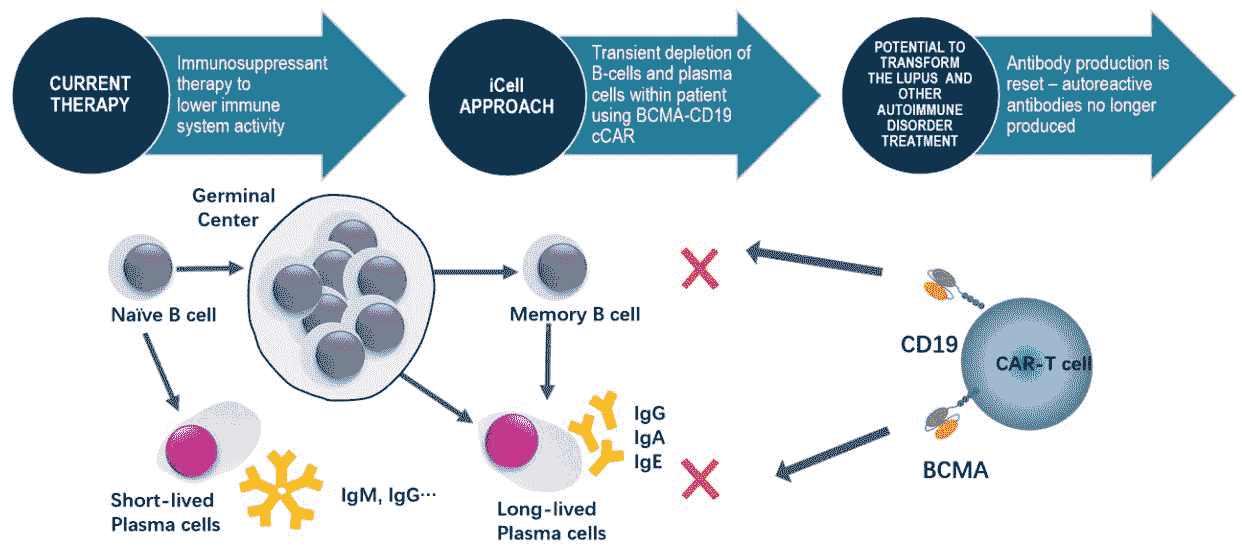 CURRENT
THERAPY
Immunosuppressant
therapy to
lower immune
system activity
iCell
APPROACH
Transient depletion of
B-cells and plasma
cells within patient
using BCMA-CD19
cCAR
POTENTIAL TO
TRANSFORM
THE LUPUS AND
OTHER
AUTOIMMUNE
DISORDER
TREATMENT
Antibody production is
reset – autoreactive
antibodies no longer
produced
Germinal
Center
Naïve B cell
Memory B cell
CD19
CAR-T cell
BCMA
IgG
IgA
IgE
Short-lived
Plasma cells
IgM, IgG···
Long-lived
Plasma cells